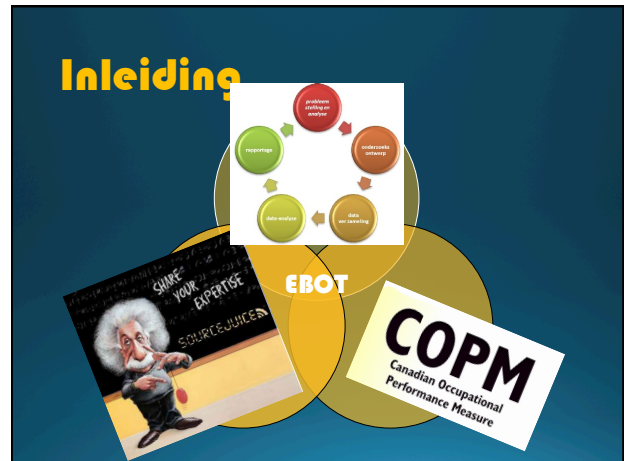 Inleiding
probleem
stelling en
analyse
onderzoeks
ontwerp
data
verzameling
data-analyse
rapportage
EBOT
SHARE
YOUR
EXPERTISE
SOURCEJUICE
COPM
Canadian Occupational
Performance Measure